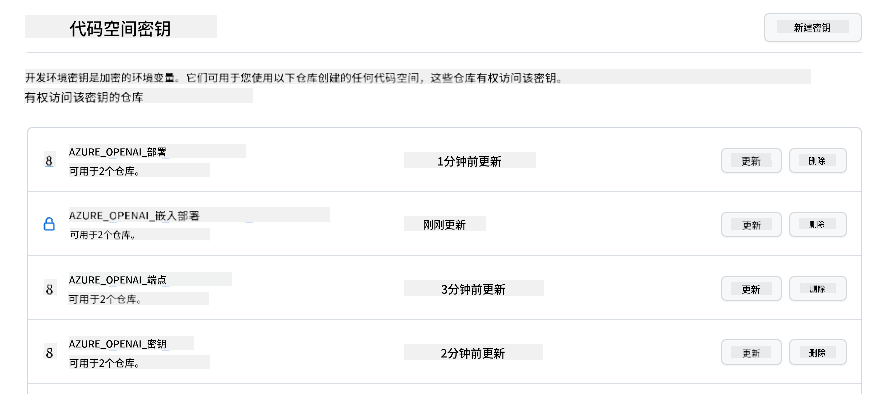 代码空间密钥
新建密钥
开发环境密钥是加密的环境变量。它们可用于您使用以下仓库创建的任何代码空间，这些仓库有权访问该密钥。
有权访问该密钥的仓库
8 AZURE_OPENAI_部署 1分钟前更新 更新 删除
可用于2个仓库。
AZURE_OPENAI_嵌入部署 刚刚更新 更新 删除
可用于2个仓库。
8 AZURE_OPENAI_端点 3分钟前更新 更新 删除
可用于2个仓库。
8 AZURE_OPENAI_密钥 2分钟前更新 更新 删除
可用于2个仓库。